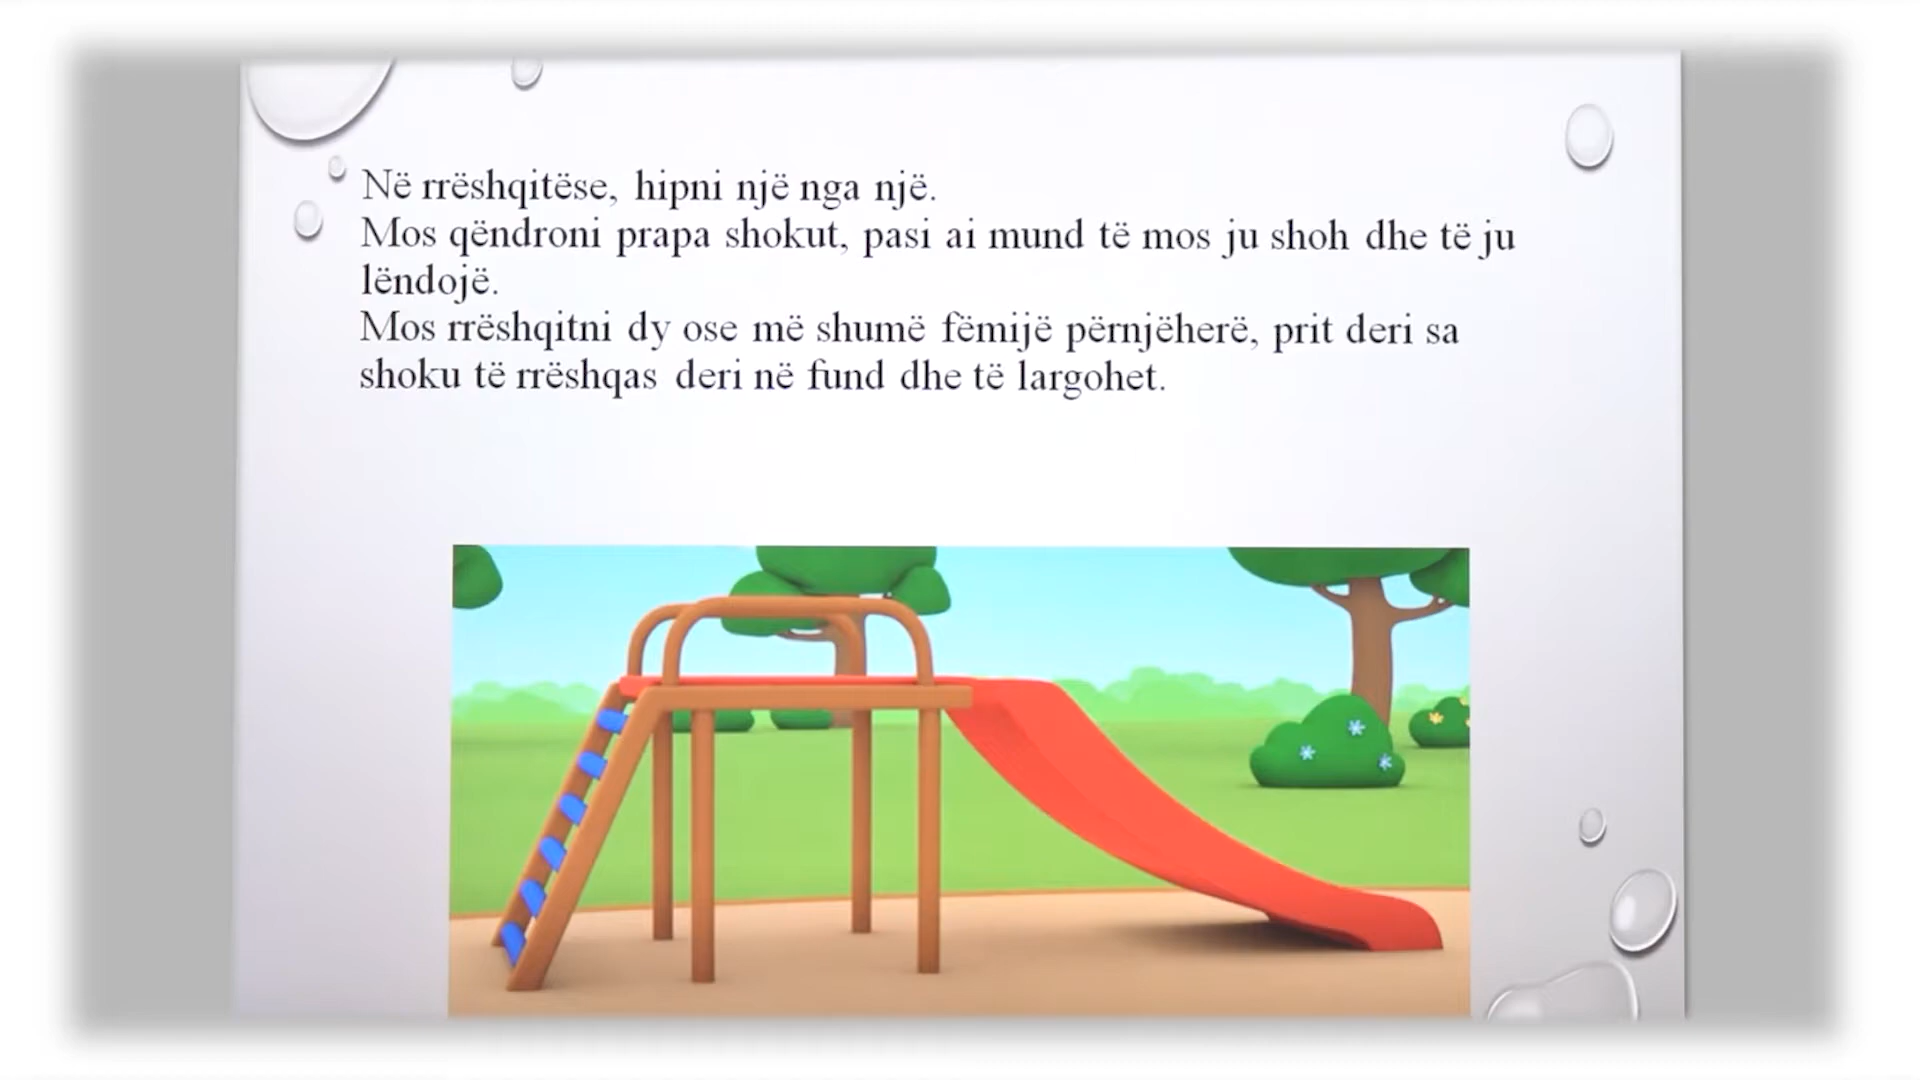 Në rrëshqitëse, hipni një nga një.
Mos qëndroni prapa shokut, pasi ai mund të mos ju shoh dhe të ju
lëndojë.
Mos rrëshqitni dy ose më shumë fëmijë përnjëherë, prit deri sa
shoku të rrëshqas deri në fund dhe të largohet.